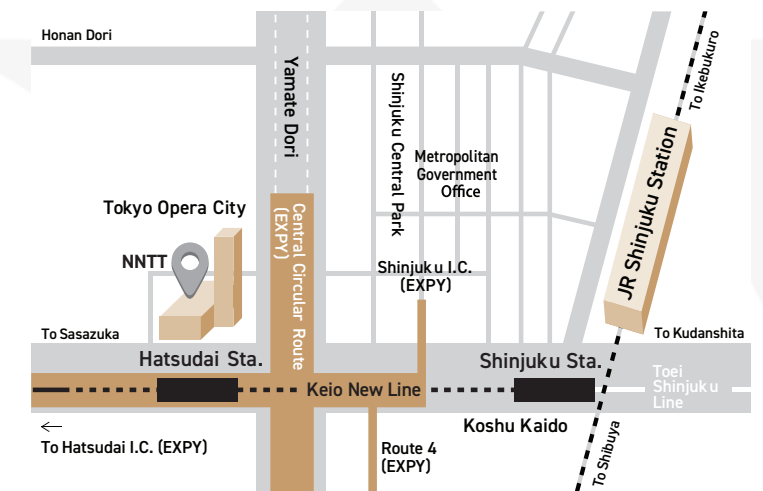 Honan Dori
Yamate Dori
Shinjuku Central Park
To Ikebukuro
Metropolitan
Government
Office
JR Shinjuku Station
Tokyo Opera City
NNTT
Central Circular Route
(EXPY)
Shinjuku I.C.
(EXPY)
To Sasazuka
To Kudanshita
Hatsudai Sta.
Shinjuku Sta.
Toei
Shinjuku
Line
Keio New Line
Koshu Kaido
To Hatsudai I.C. (EXPY)
Route 4
(EXPY)
To Shibuya